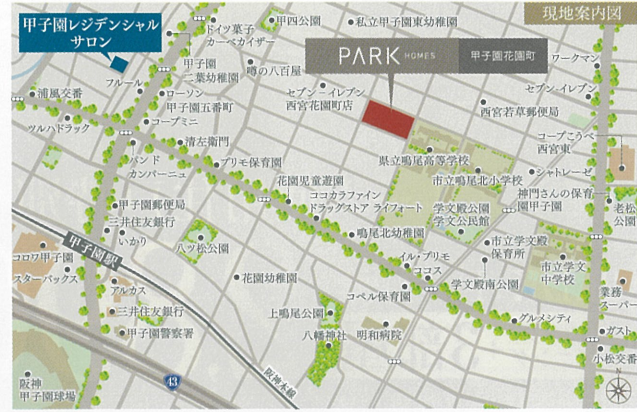 現地案内図
甲子園レジデンシャル
サロン
PARK HOMES 甲子園花園町
甲四公園
私立甲子園東幼稚園
ドイツ菓子
カーベカイザー
甲子園
二葉幼稚園
噂の八百屋
ワークマン
セブン-イレブン
セブン-イレブン
西宮花園町店
フルール
ローソン
甲子園五番町
浦風交番
ツルハドラッグ
コープミニ
清左衛門
西宮若草郵便局
コープこうべ
西宮東
パンド
カンパーニュ
プリモ保育園
県立鳴尾高等学校
市立鳴尾北小学校
シャトレーゼ
神門さんの保育
園甲子園
老松
公園
花園児童遊園
ココカラファイン
ドラッグストア ライフォート
学文殿公園
学文公民館
甲子園郵便局
三井住友銀行
いかり
八ツ松公園
鳴尾北幼稚園
市立学文殿
保育所
甲子園駅
コロワ甲子園
スターバックス
イル・プリモ
ココス
市立学文
中学校
花園幼稚園
学文殿南公園
業務
スーパー
アルカス
コペル保育園
三井住友銀行
上鳴尾公園
グルメシティ
甲子園警察署
八幡神社
明和病院
ガスト
小松交番
43
阪神本線
阪神
甲子園球場
N